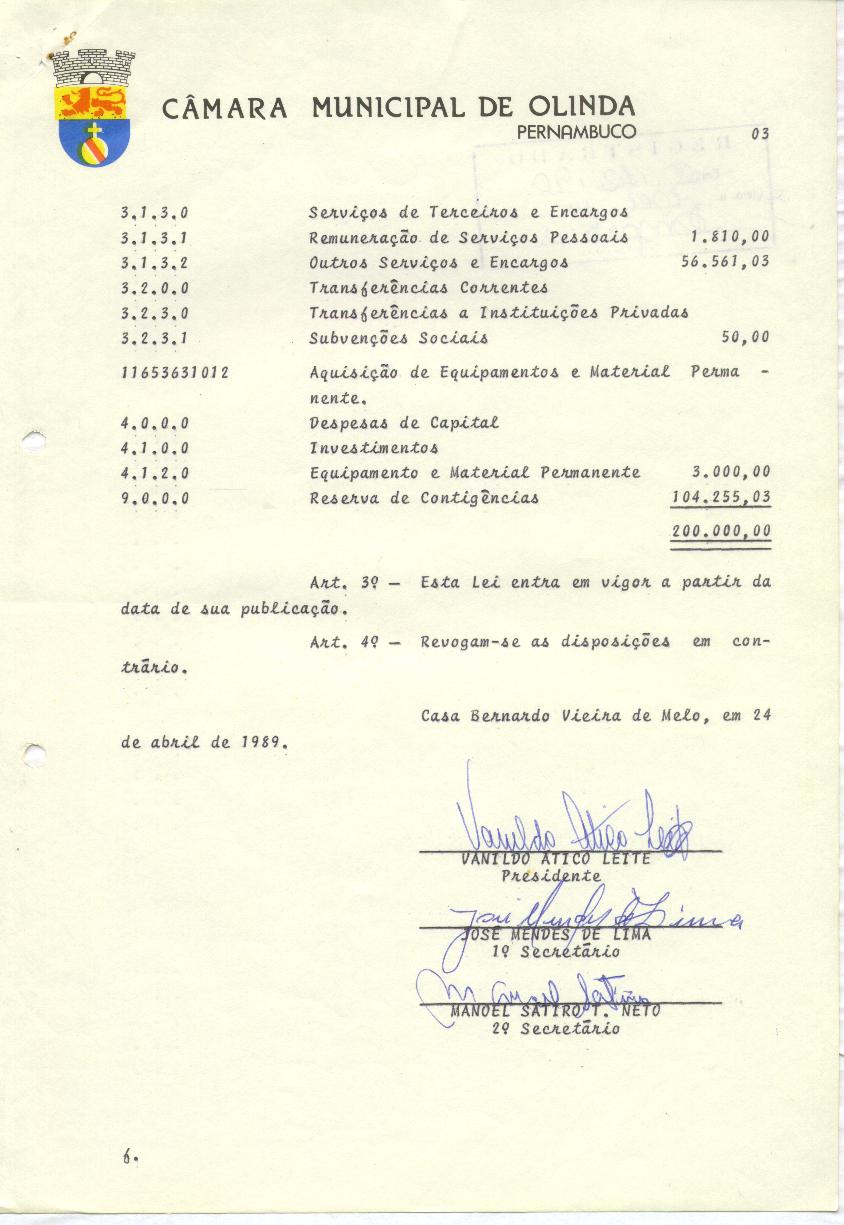 CÂMARA MUNICIPAL DE OLINDA
PERNAMBUCO
03
3.1.3.0 Serviços de Terceiros e Encargos
3.1.3.1 Remuneração de Serviços Pessoais 1.810,00
3.1.3.2 Outros Serviços e Encargos 56.561,03
3.2.0.0 Transferências Correntes
3.2.3.0 Transferências a Instituições Privadas
3.2.3.1 Subvenções Sociais 50,00
11653631012 Aquisição de Equipamentos e Material Perma -
nente.
4.0.0.0 Despesas de Capital
4.1.0.0 Investimentos
4.1.2.0 Equipamento e Material Permanente 3.000,00
9.0.0.0 Reserva de Contigências 104.255,03
200.000,00
Art. 3º — Esta Lei entra em vigor a partir da
data de sua publicação.
Art. 4º — Revogam-se as disposições em con-
trário.
Casa Bernardo Vieira de Melo, em 24
de abril de 1989.
Vanildo Atico Leite
VANILDO ATICO LEITE
Presidente
José Mendes de Lima
JOSÉ MENDES DE LIMA
1º Secretário
Manoel Satiro
MANOEL SATIRO T. NETO
2º Secretário
6.